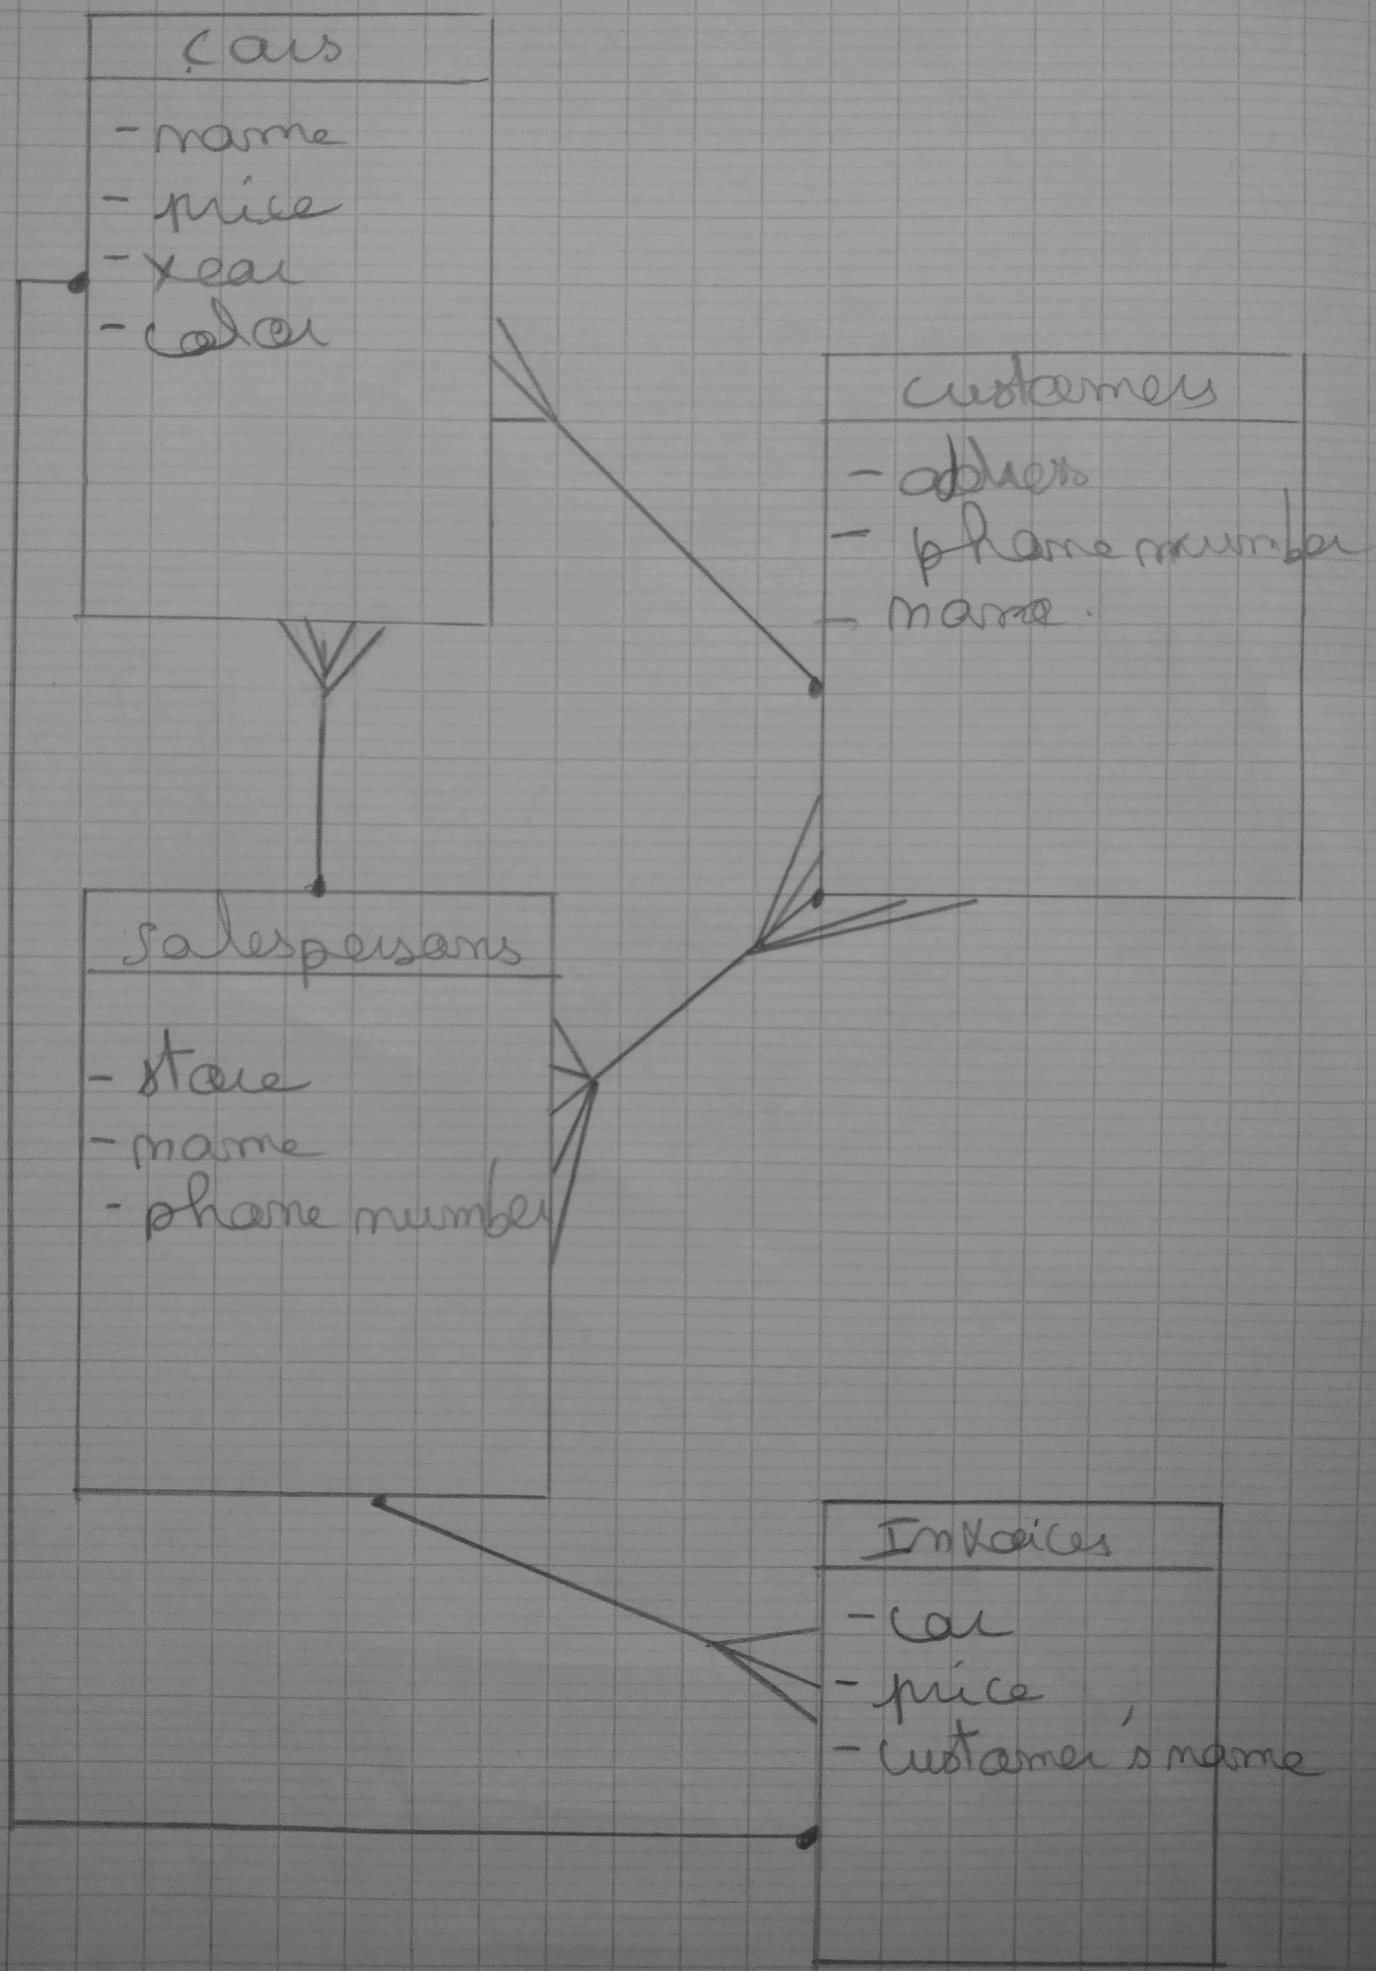 cars
- name
- price
- year
- color
customers
- address
- phone number
- name.
salespersons
- store
- name
- phone number
Invoices
- car
- price
- customer's name